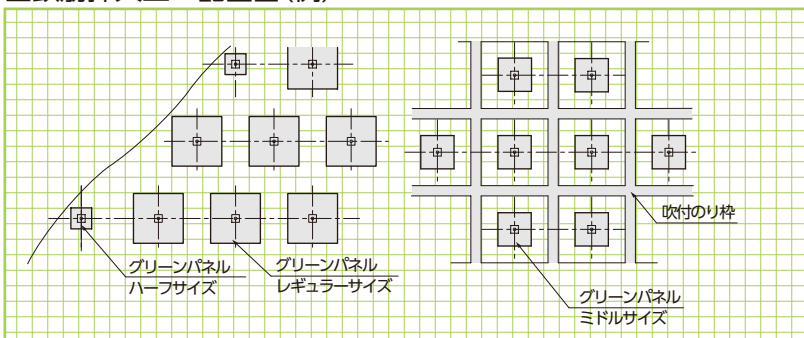 吹付のり枠
グリーンパネル
ハーフサイズ
グリーンパネル
レギュラーサイズ
グリーンパネル
ミドルサイズ